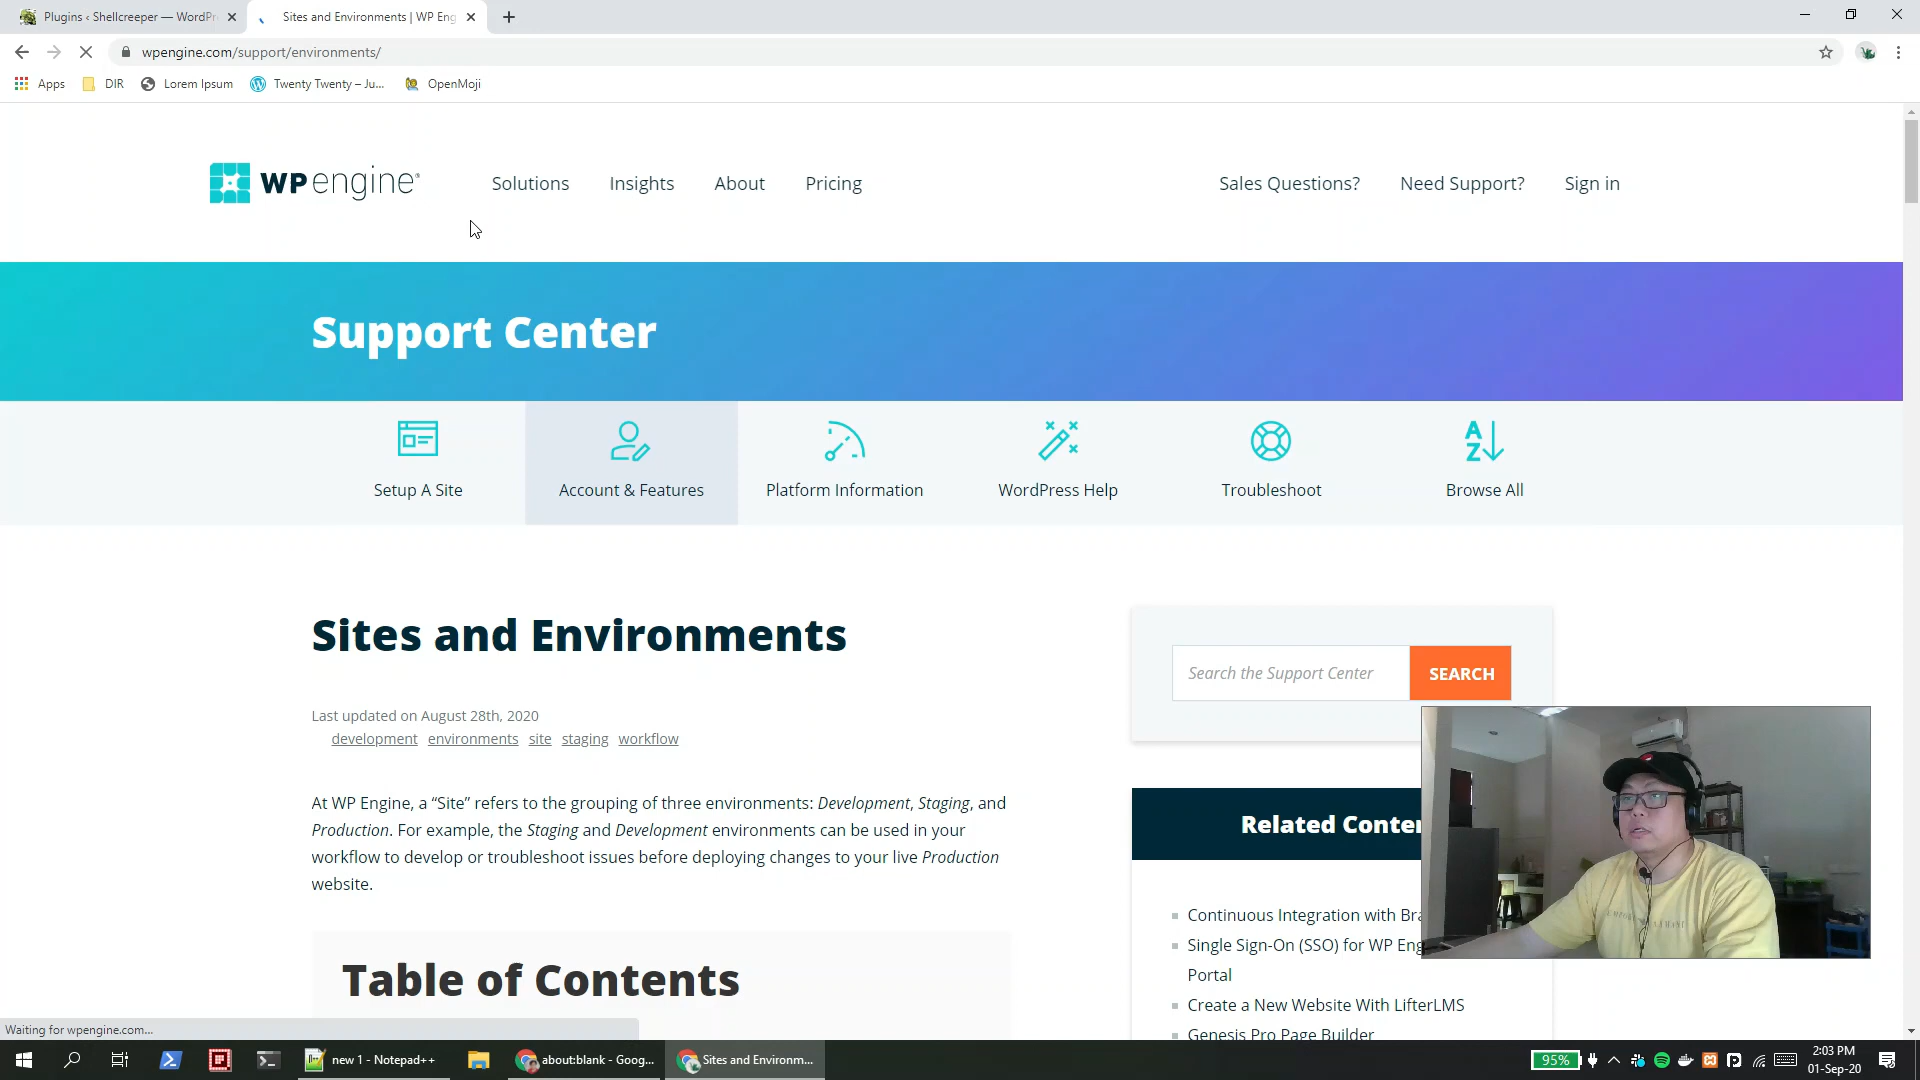 Plugins ‹ Shellcreeper — WordPr
Sites and Environments | WP Eng
wpengine.com/support/environments/
Apps
DIR
Lorem Ipsum
Twenty Twenty – Ju...
OpenMoji
WP engine®
Solutions
Insights
About
Pricing
Sales Questions?
Need Support?
Sign in
Support Center
Setup A Site
Account & Features
Platform Information
WordPress Help
Troubleshoot
Browse All
Sites and Environments
Last updated on August 28th, 2020
development environments site staging workflow
At WP Engine, a “Site” refers to the grouping of three environments: Development, Staging, and
Production. For example, the Staging and Development environments can be used in your
workflow to develop or troubleshoot issues before deploying changes to your live Production
website.
Table of Contents
Search the Support Center
SEARCH
Related Conter
Continuous Integration with Bra
Single Sign-On (SSO) for WP Eng
Portal
Create a New Website With LifterLMS
Genesis Pro Page Builder
Waiting for wpengine.com...
new 1 - Notepad++
about:blank - Goog...
Sites and Environm...
95%
2:03 PM
01-Sep-20